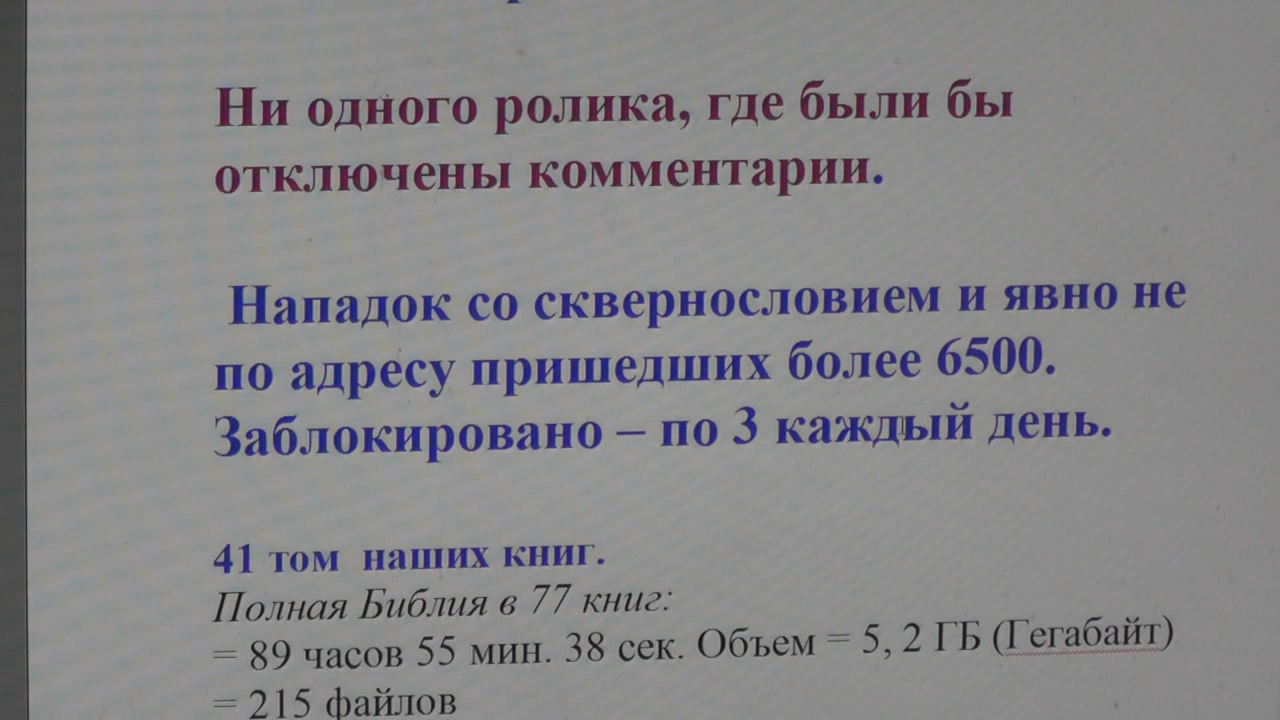 Ни одного ролика, где были бы
отключены комментарии.
Нападок со сквернословием и явно не
по адресу пришедших более 6500.
Заблокировано – по 3 каждый день.
41 том наших книг.
Полная Библия в 77 книг:
= 89 часов 55 мин. 38 сек. Объем = 5, 2 ГБ (Гегабайт)
= 215 файлов